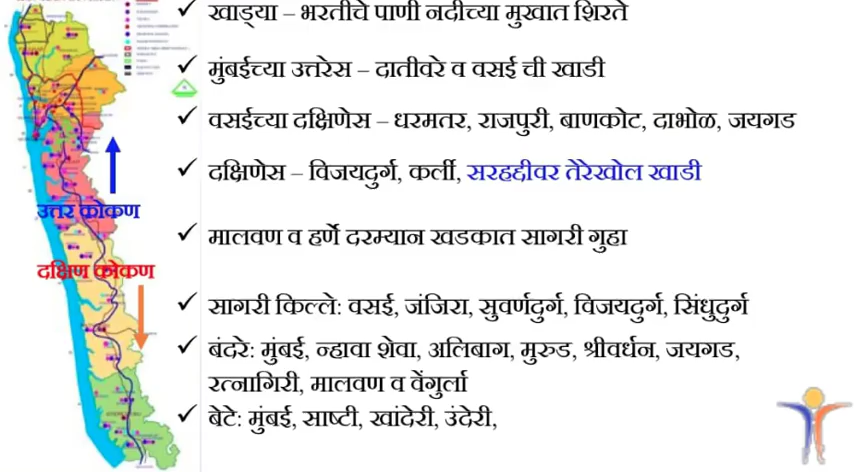 खाड्या – भरतीचे पाणी नदीच्या मुखात शिरते
मुंबईच्या उत्तरेस – दातीवरे व वसई ची खाडी
वसईच्या दक्षिणेस – धरमतर, राजपुरी, बाणकोट, दाभोळ, जयगड
दक्षिणेस – विजयदुर्ग, कर्ली, सरहद्दीवर तेरेखोल खाडी
उत्तर कोकण
मालवण व हर्णे दरम्यान खडकात सागरी गुहा
दक्षिण कोकण
सागरी किल्ले: वसई, जंजिरा, सुवर्णदुर्ग, विजयदुर्ग, सिंधुदुर्ग
बंदरे: मुंबई, न्हावा शेवा, अलिबाग, मुरुड, श्रीवर्धन, जयगड,
रत्नागिरी, मालवण व वेंगुर्ला
बेटे: मुंबई, साष्टी, खांदेरी, उंदेरी,